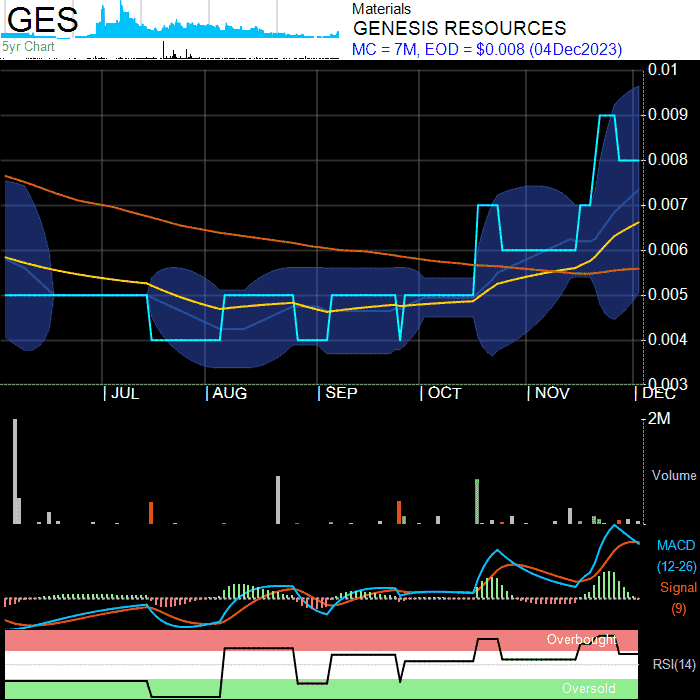 GES
5yr Chart
Materials
GENESIS RESOURCES
MC = 7M, EOD = $0.008 (04Dec2023)
0.01
0.009
0.008
0.007
0.006
0.005
0.004
0.003
| JUL | AUG | SEP | OCT | NOV | DEC
2M
Volume
MACD
(12-26)
Signal
(9)
Overbought
RSI(14)
Oversold